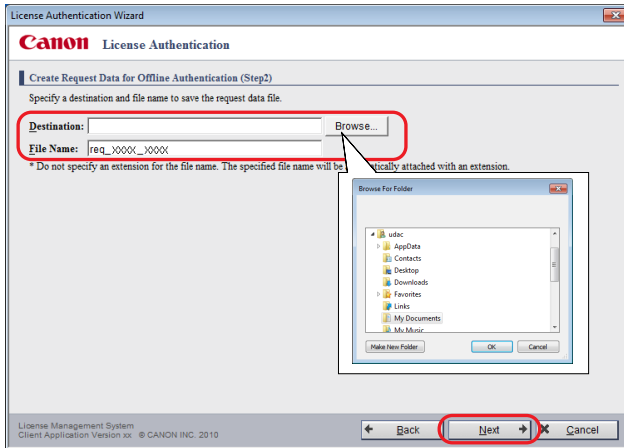 License Authentication Wizard
Canon License Authentication
Create Request Data for Offline Authentication (Step2)
Specify a destination and file name to save the request data file.
Destination:
Browse...
File Name: req_XXXX_XXXX
* Do not specify an extension for the file name. The specified file name will be tically attached with an extension.
Browse For Folder
udac
AppData
Contacts
Desktop
Downloads
Favorites
Links
My Documents
My Music
Make New Folder OK Cancel
License Management System
Client Application Version xx © CANON INC. 2010
Back Next Cancel